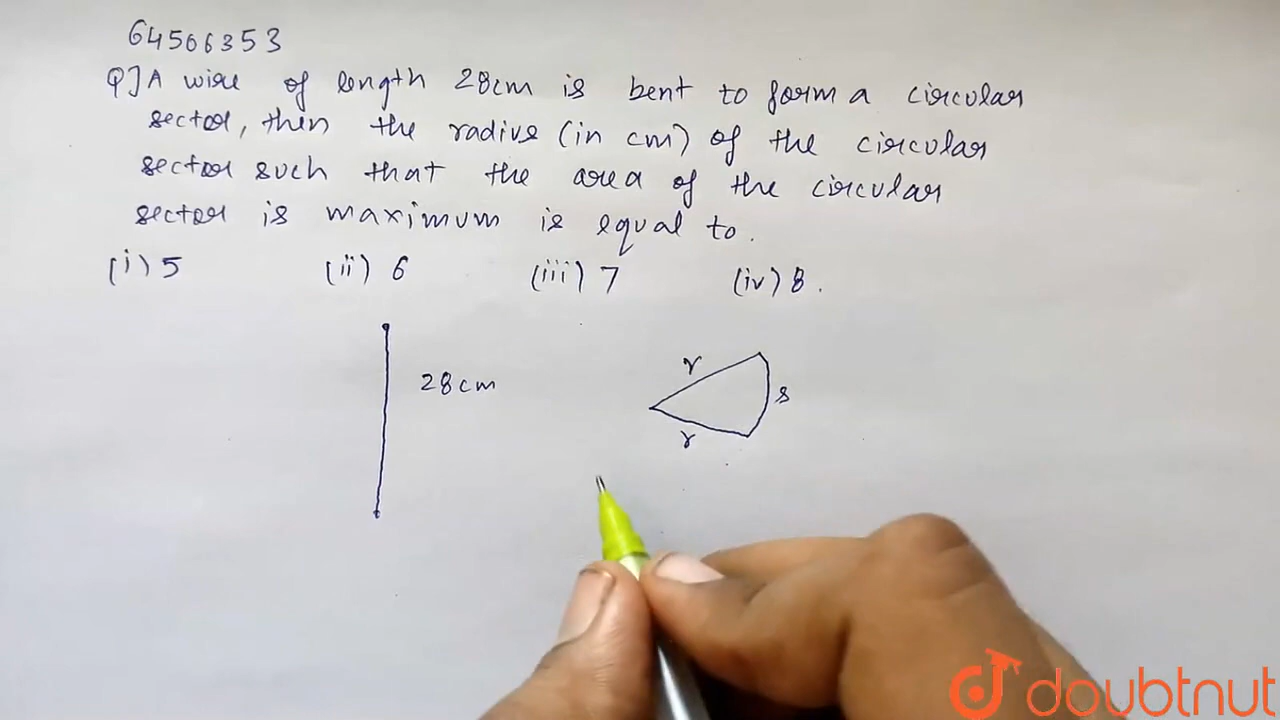 64506353
Q] A wire of length 28cm is bent to form a circular
sector, then the radius (in cm) of the circular
sector such that the area of the circular
sector is maximum is equal to.
(i) 5 (ii) 6 (iii) 7 (iv) 8.
r
28cm
s
r
doubtnut